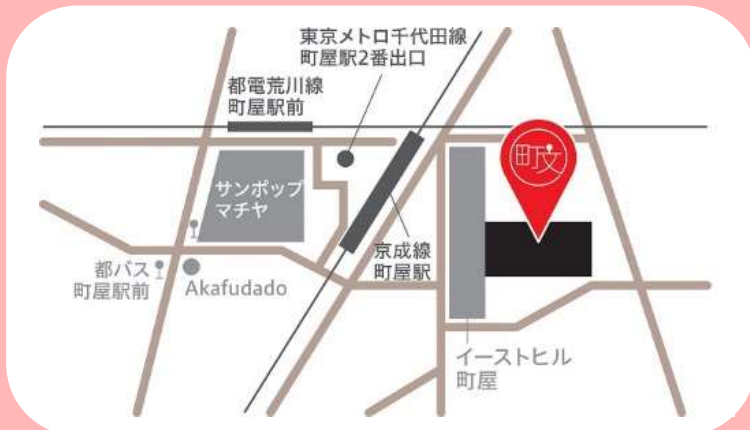 東京メトロ千代田線
町屋駅2番出口
都電荒川線
町屋駅前
町文
サンポップ
マチヤ
京成線
町屋駅
都バス
町屋駅前
Akafudado
イーストヒル
町屋